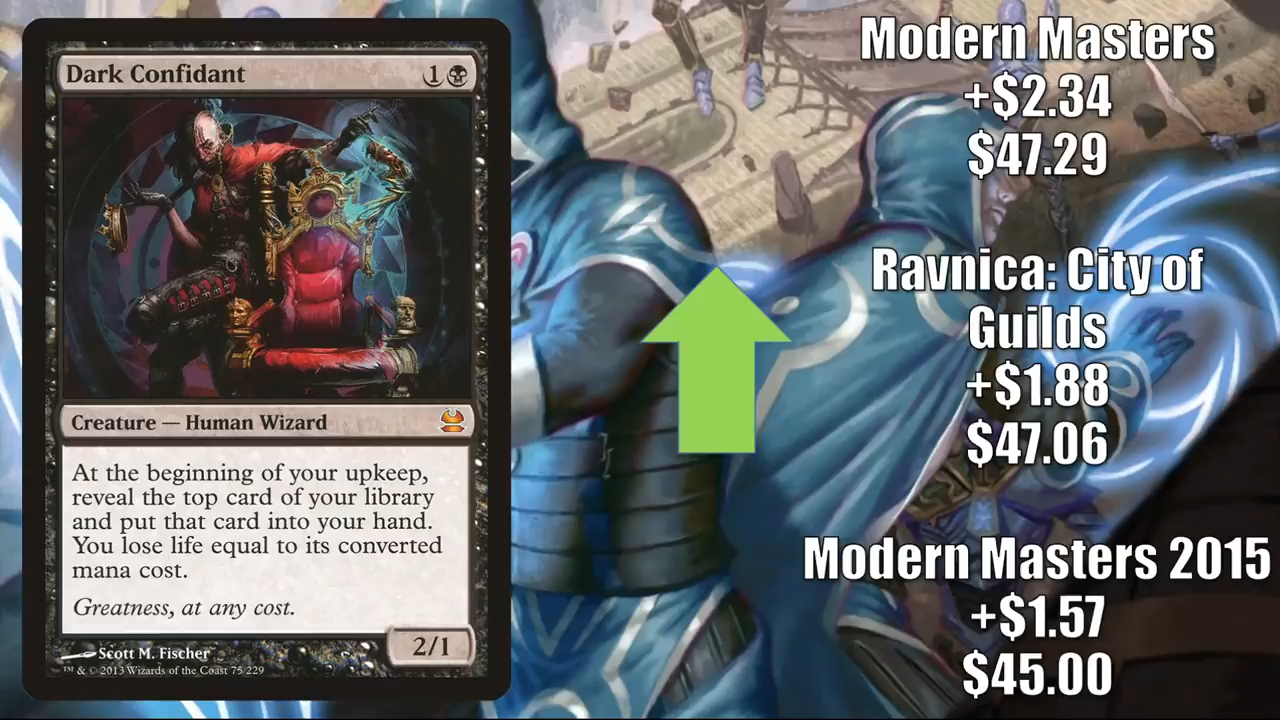 Dark Confidant
1
Creature — Human Wizard
At the beginning of your upkeep,
reveal the top card of your library
and put that card into your hand.
You lose life equal to its converted
mana cost.
Greatness, at any cost.
2/1
Scott M. Fischer
™ & © 2013 Wizards of the Coast 75/229
Modern Masters
+$2.34
$47.29
Ravnica: City of
Guilds
+$1.88
$47.06
Modern Masters 2015
+$1.57
$45.00